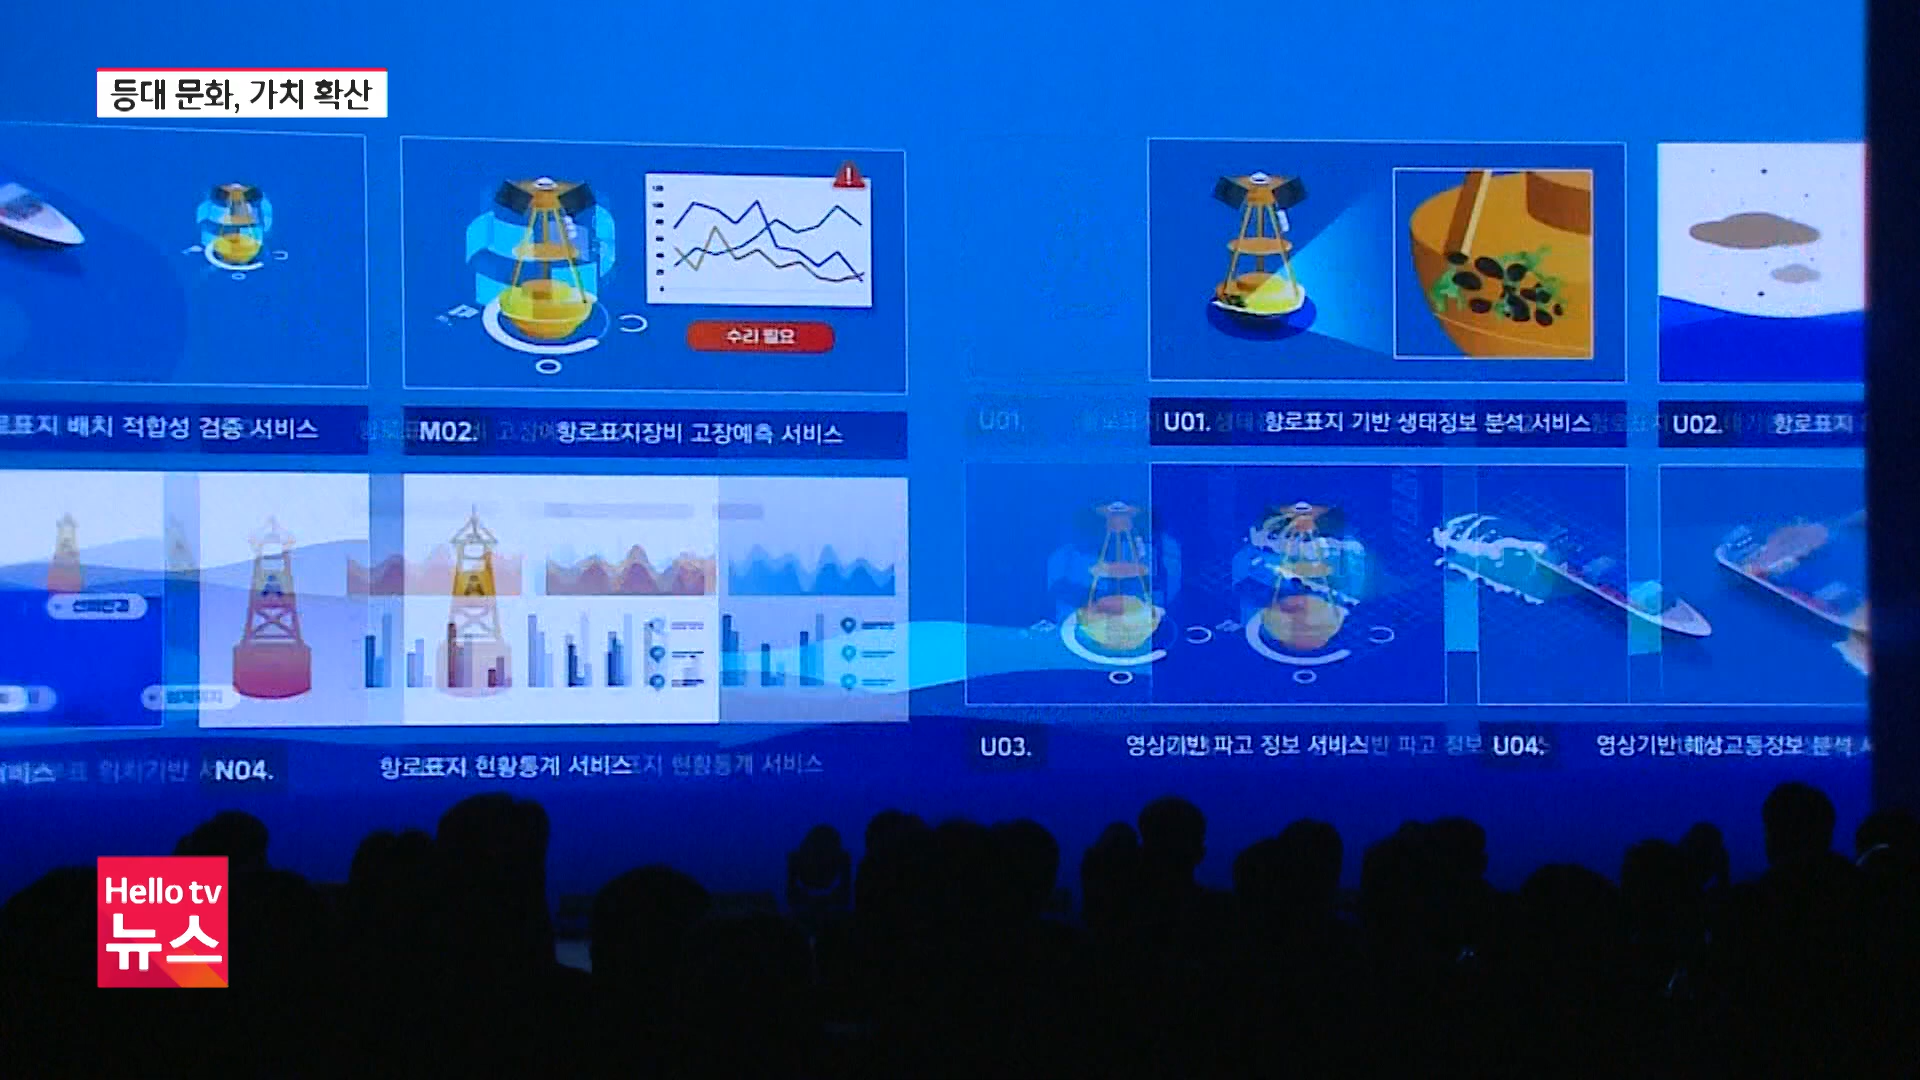 등대 문화, 가치 확산
수리 필요
로표지 배치 적합성 검증 서비스
M02. 항로표지장비 고장예측 서비스
U01.
U01. 항로표지 기반 생태정보 분석 서비스
U02. 항로표지
N04. 항로표지 현황통계 서비스
U03. 영상기반 파고 정보 서비스
U04. 영상기반 해상교통정보 분석
Hello tv
뉴스